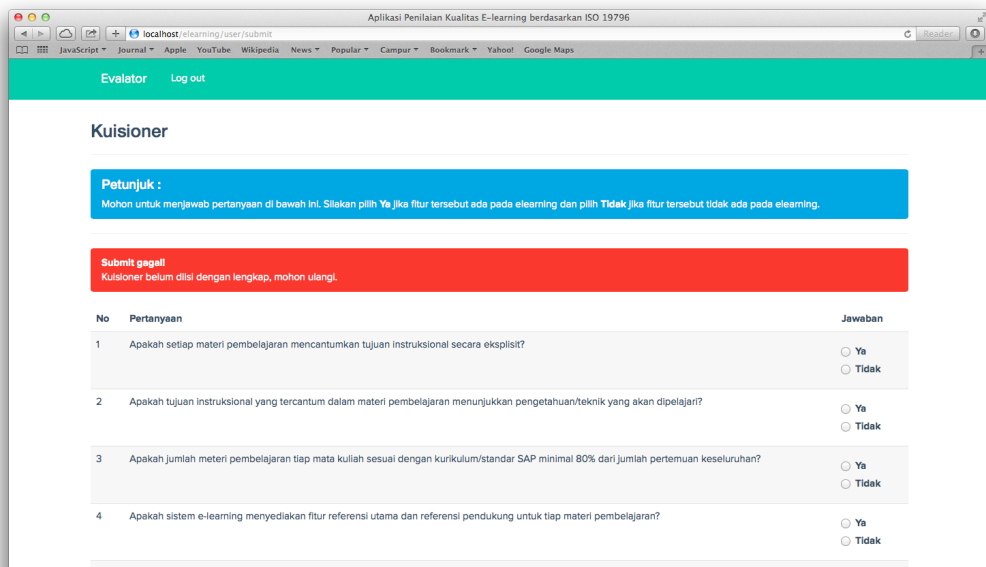 Aplikasi Penilaian Kualitas E-learning berdasarkan ISO 19796
localhost/elearning/user/submit
Reader
JavaScript Journal Apple YouTube Wikipedia News Popular Campur Bookmark Yahoo! Google Maps
Evalator Log out
Kuisioner
Petunjuk :
Mohon untuk menjawab pertanyaan di bawah ini. Silakan pilih Ya jika fitur tersebut ada pada elearning dan pilih Tidak jika fitur tersebut tidak ada pada elearning.
Submit gagal!
Kuisioner belum diisi dengan lengkap, mohon ulangi.
No Pertanyaan Jawaban
1 Apakah setiap materi pembelajaran mencantumkan tujuan instruksional secara eksplisit?
Ya
Tidak
2 Apakah tujuan instruksional yang tercantum dalam materi pembelajaran menunjukkan pengetahuan/teknik yang akan dipelajari?
Ya
Tidak
3 Apakah jumlah meteri pembelajaran tiap mata kuliah sesuai dengan kurikulum/standar SAP minimal 80% dari jumlah pertemuan keseluruhan?
Ya
Tidak
4 Apakah sistem e-learning menyediakan fitur referensi utama dan referensi pendukung untuk tiap materi pembelajaran?
Ya
Tidak